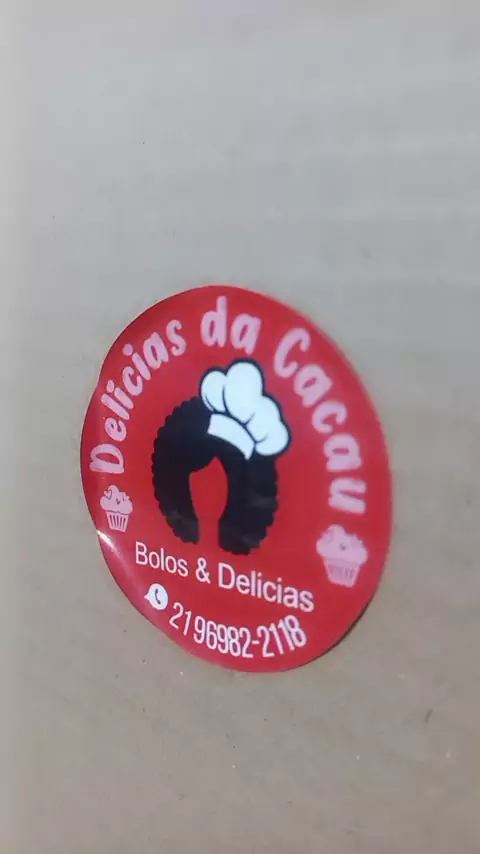 Delicias da Cacau
Bolos & Delicias
21 96982-2118